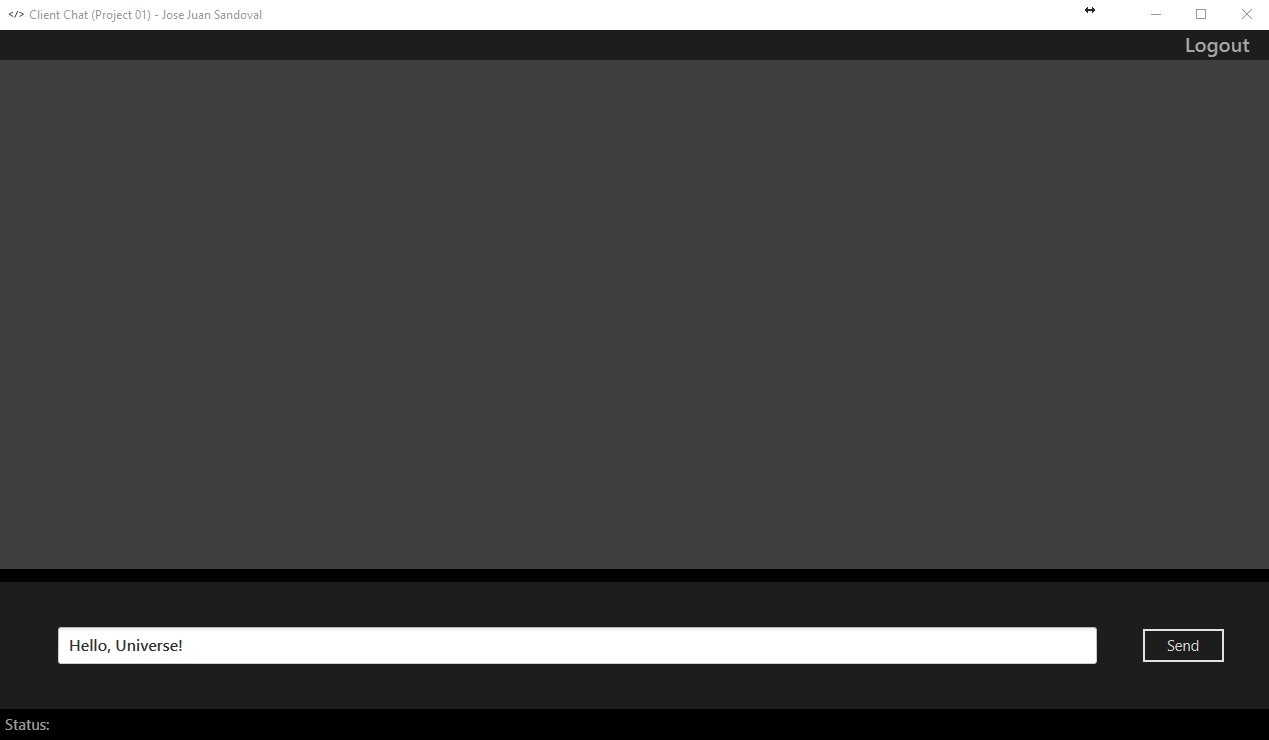 </> Client Chat (Project 01) - Jose Juan Sandoval
Logout
Hello, Universe!
Send
Status: